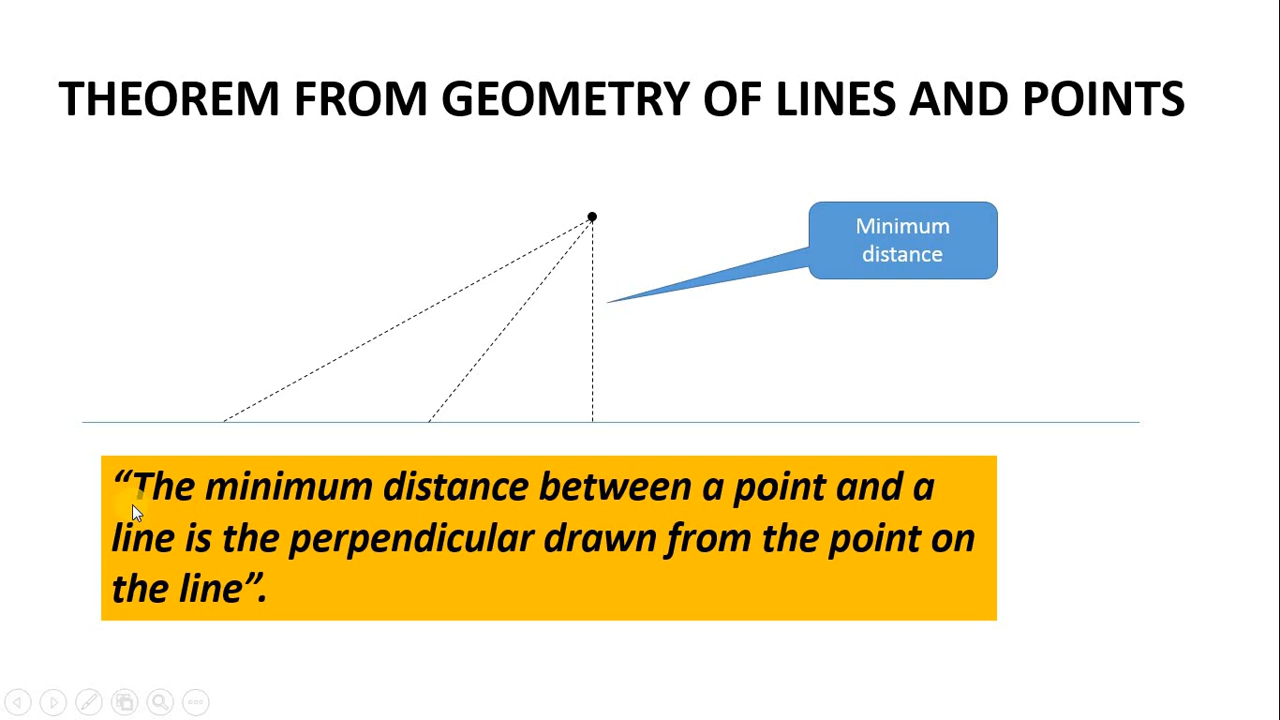 THEOREM FROM GEOMETRY OF LINES AND POINTS
Minimum
distance
“The minimum distance between a point and a
line is the perpendicular drawn from the point on
the line”.